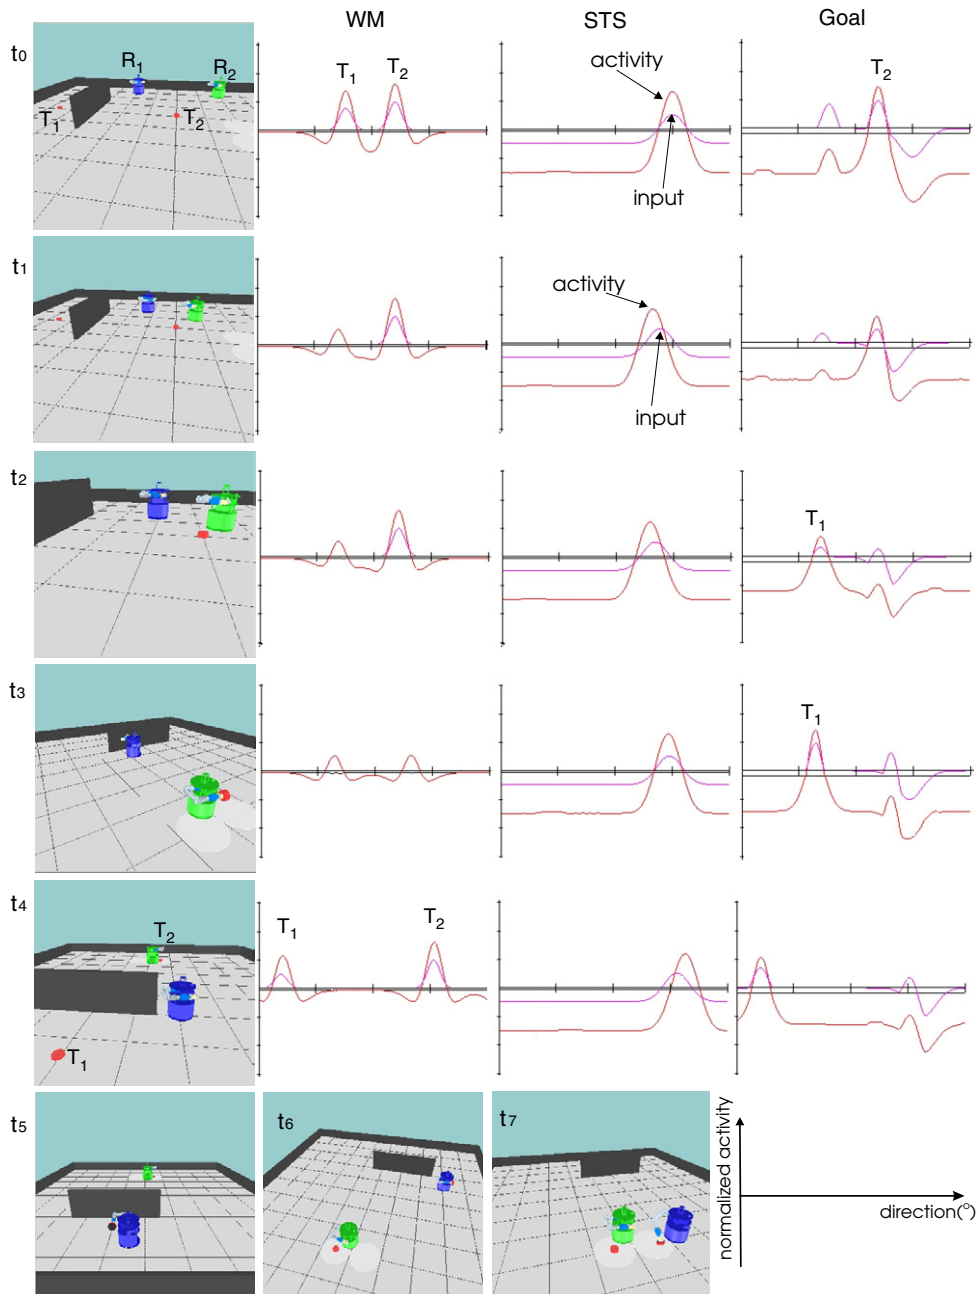 WM STS Goal
t0 R1 R2 T1 T2 activity T2
T1 T2 input
t1 activity
input
t2 T1
t3 T1
t4 T2 T1 T2
T1
t5 t6 t7 normalized activity
direction(°)